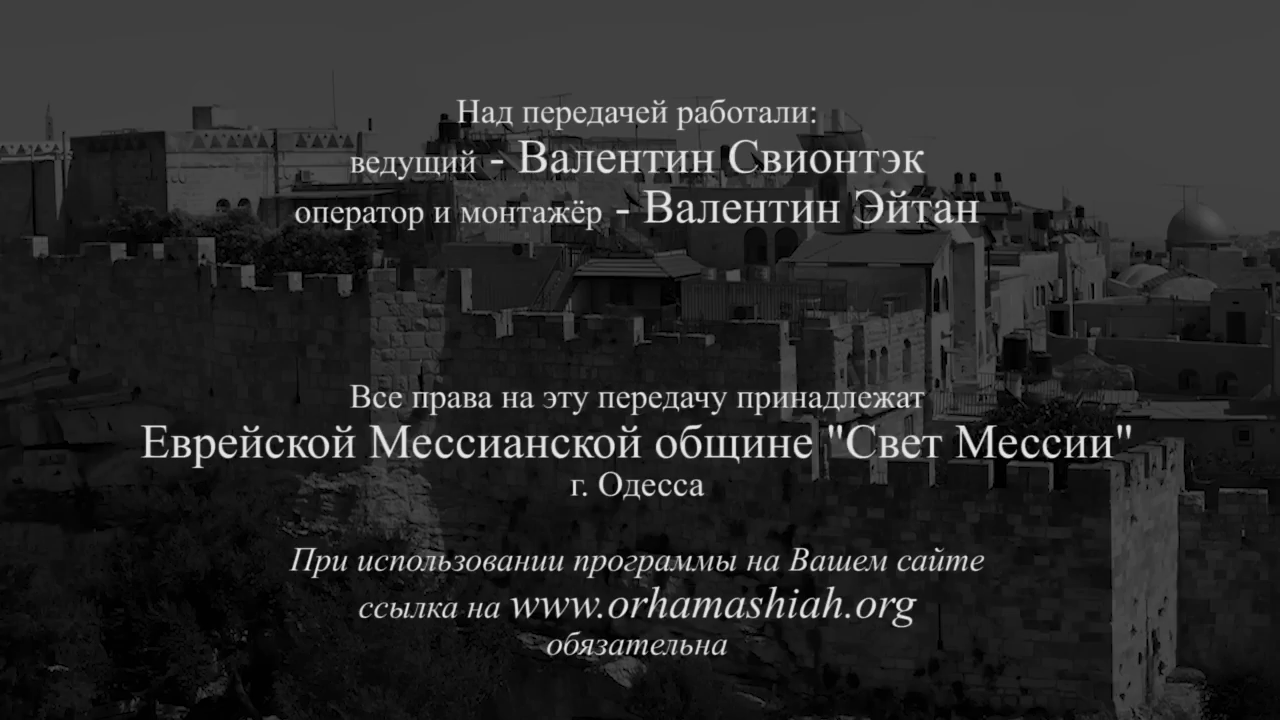 Над передачей работали:
ведущий - Валентин Свионтэк
оператор и монтажёр - Валентин Эйтан
Все права на эту передачу принадлежат
Еврейской Мессианской общине "Свет Мессии"
г. Одесса
При использовании программы на Вашем сайте
ссылка на www.orhamashiah.org
обязательна